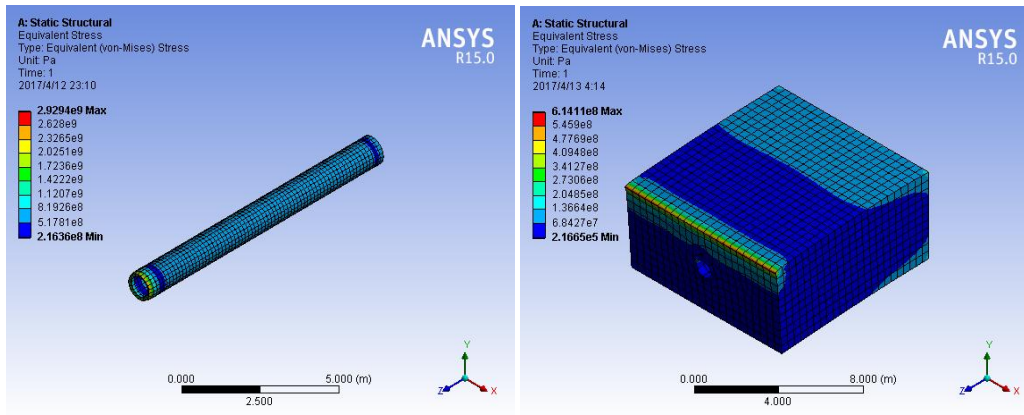 A: Static Structural
Equivalent Stress
Type: Equivalent (von-Mises) Stress
Unit: Pa
Time: 1
2017/4/12 23:10
ANSYS
R15.0
2.9294e9 Max
2.628e9
2.3265e9
2.0251e9
1.7236e9
1.4222e9
1.1207e9
8.1926e8
5.1781e8
2.1636e8 Min
0.000
5.000 (m)
2.500
Y
Z
X
A: Static Structural
Equivalent Stress
Type: Equivalent (von-Mises) Stress
Unit: Pa
Time: 1
2017/4/13 4:14
ANSYS
R15.0
6.1411e8 Max
5.459e8
4.7769e8
4.0948e8
3.4127e8
2.7306e8
2.0485e8
1.3664e8
6.8427e7
2.1665e5 Min
0.000
8.000 (m)
4.000
Y
Z
X